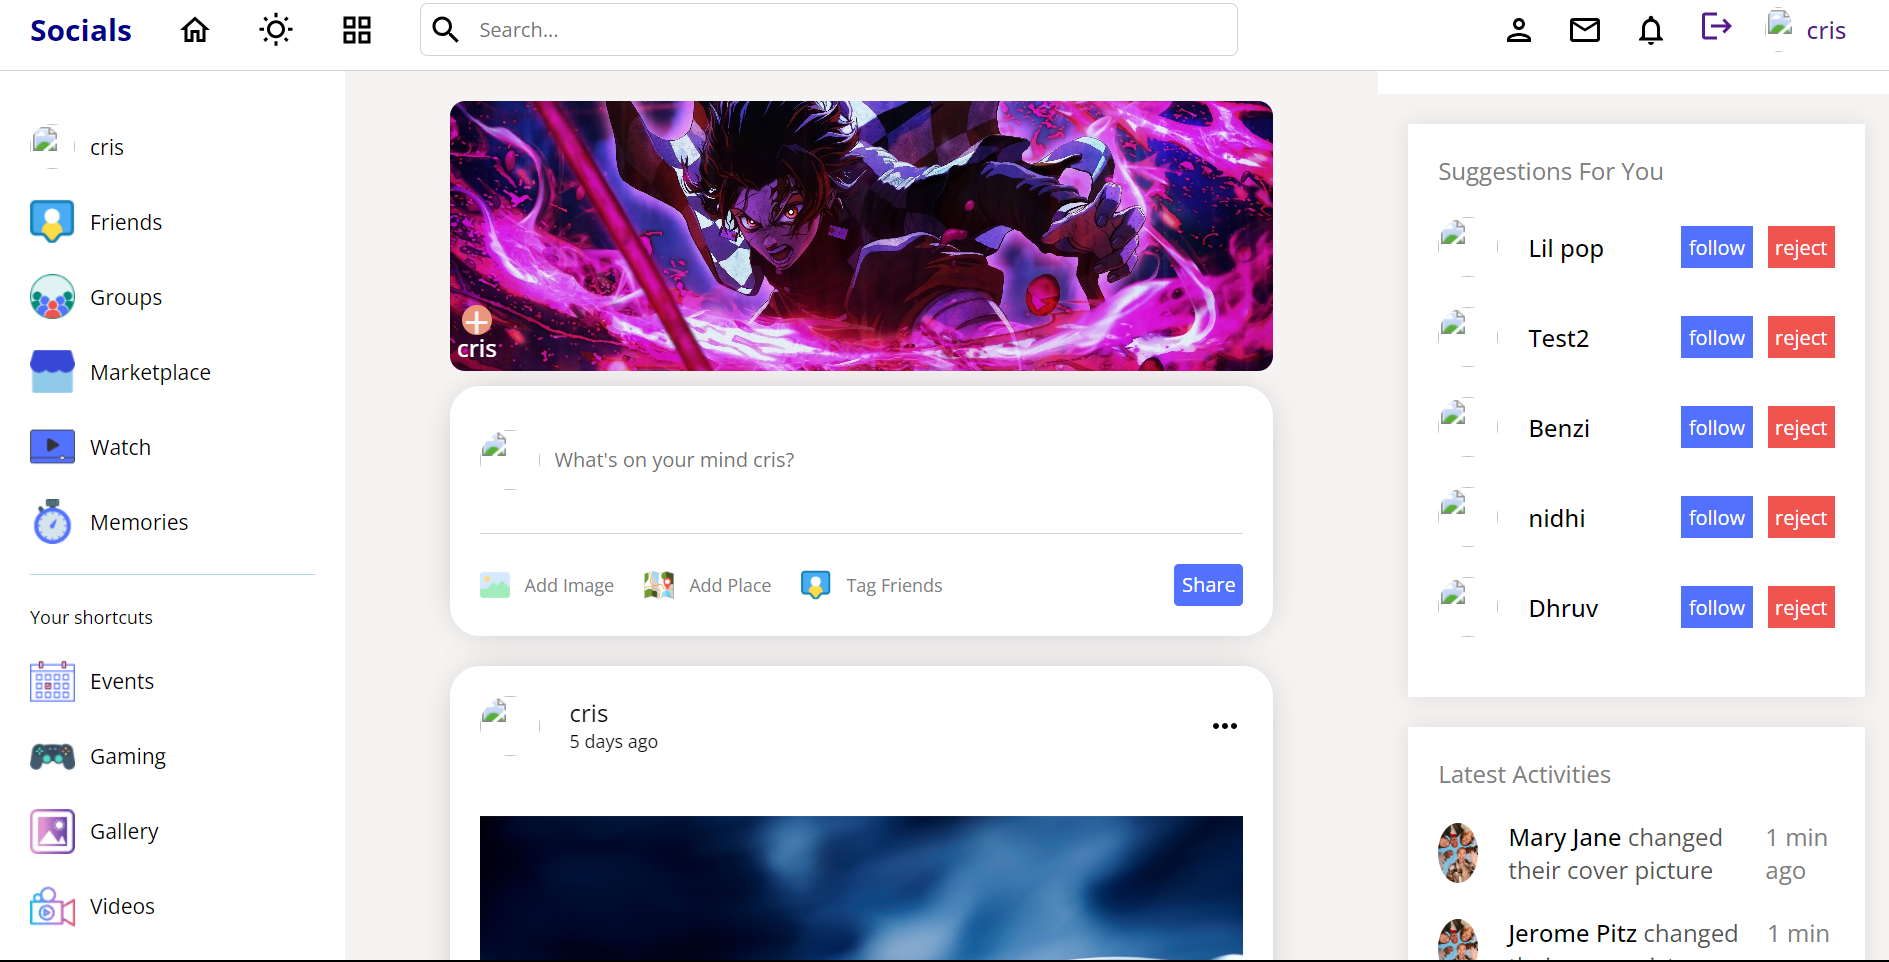 Socials
Search...
cris
cris
Friends
Groups
Marketplace
Watch
Memories
Your shortcuts
Events
Gaming
Gallery
Videos
cris
What's on your mind cris?
Add Image
Add Place
Tag Friends
Share
cris
5 days ago
Suggestions For You
Lil pop follow reject
Test2 follow reject
Benzi follow reject
nidhi follow reject
Dhruv follow reject
Latest Activities
Mary Jane changed
their cover picture
1 min
ago
Jerome Pitz changed
1 min